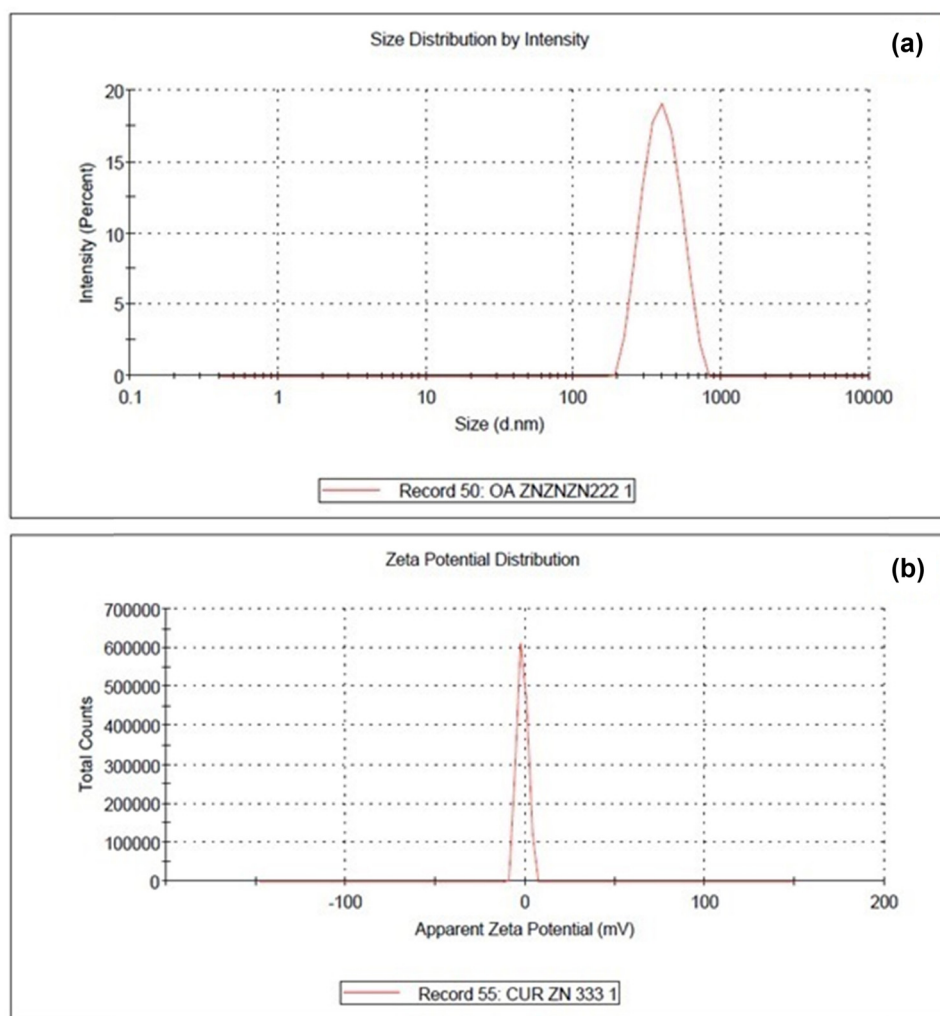 Size Distribution by Intensity
(a)
20
15
10
5
0
Intensity (Percent)
0.1 1 10 100 1000 10000
Size (d.nm)
Record 50: OA ZNZNZN222 1
Zeta Potential Distribution
(b)
700000
600000
500000
400000
300000
200000
100000
0
Total Counts
-100 0 100 200
Apparent Zeta Potential (mV)
Record 55: CUR ZN 333 1